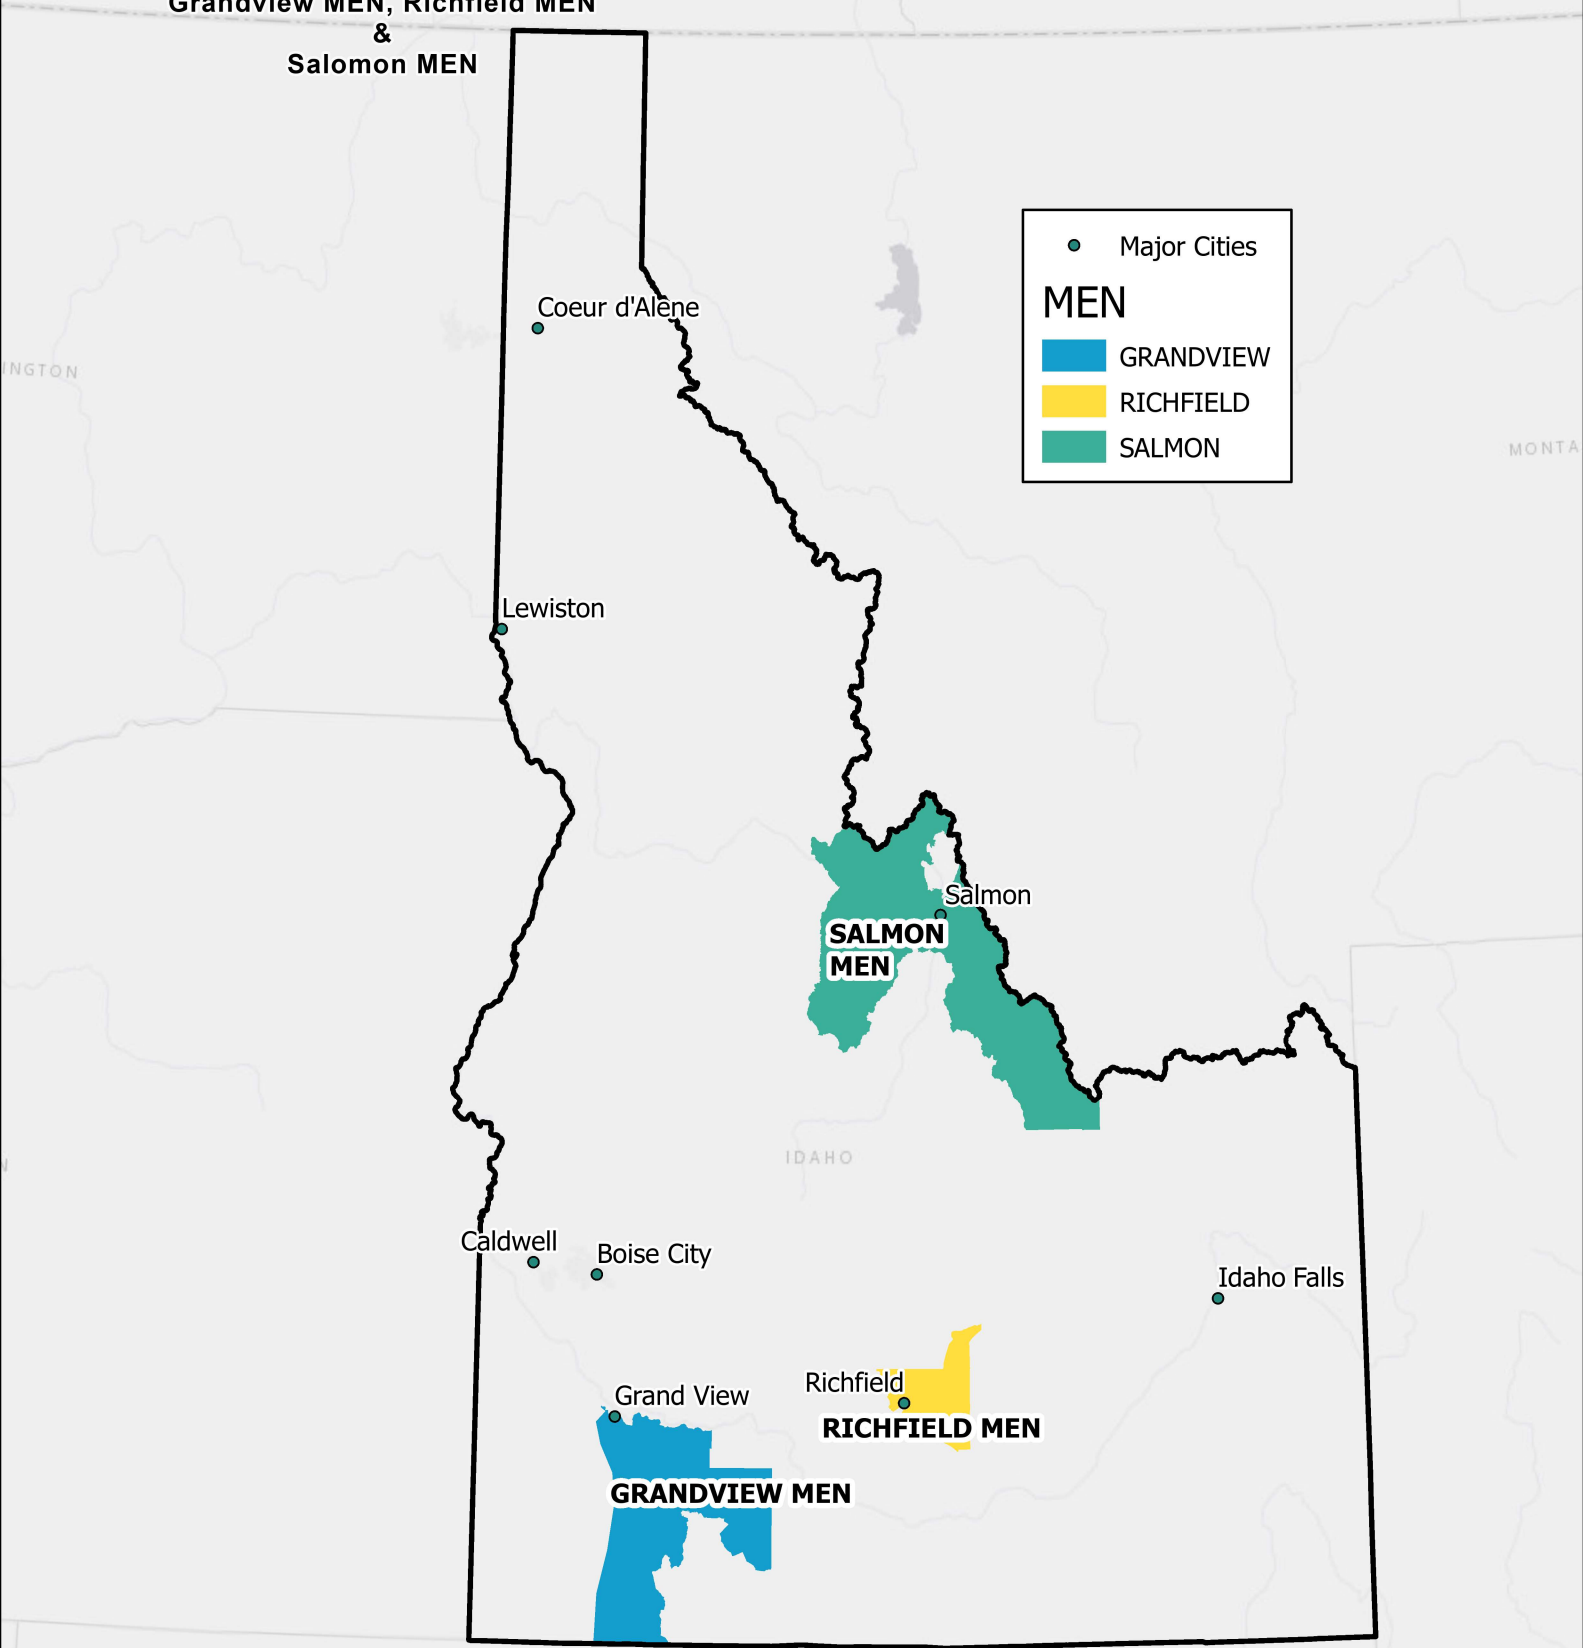 Grandview MEN, Richfield MEN
&
Salomon MEN
Major Cities
MEN
GRANDVIEW
RICHFIELD
SALMON
Coeur d'Alene
INGTON
MONTA
Lewiston
Salmon
SALMON
MEN
IDAHO
N
Caldwell
Boise City
Idaho Falls
Richfield
Grand View
RICHFIELD MEN
GRANDVIEW MEN